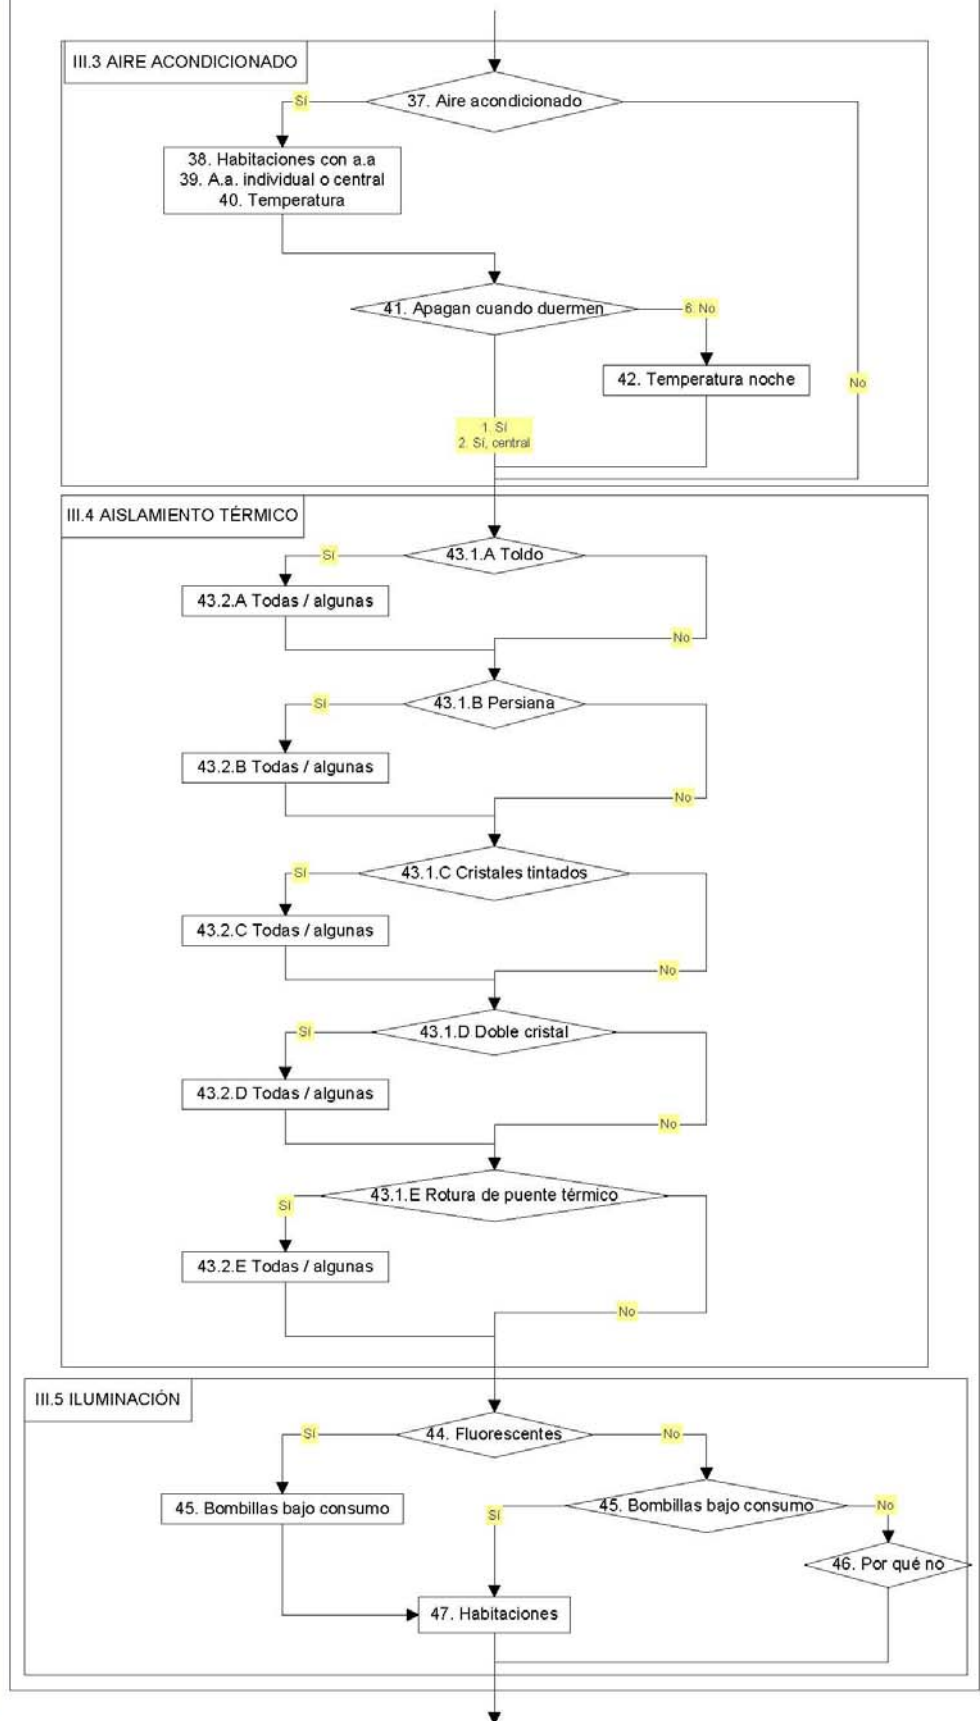 III.3 AIRE ACONDICIONADO
37. Aire acondicionado
Sí
38. Habitaciones con a.a
39. A.a. individual o central
40. Temperatura
41. Apagan cuando duermen
6. No
42. Temperatura noche
No
1. Sí
2. Sí, central
III.4 AISLAMIENTO TÉRMICO
43.1.A Toldo
Sí
43.2.A Todas / algunas
No
43.1.B Persiana
Sí
43.2.B Todas / algunas
No
43.1.C Cristales tintados
Sí
43.2.C Todas / algunas
No
43.1.D Doble cristal
Sí
43.2.D Todas / algunas
No
43.1.E Rotura de puente térmico
Sí
43.2.E Todas / algunas
No
III.5 ILUMINACIÓN
44. Fluorescentes
Sí
No
45. Bombillas bajo consumo
45. Bombillas bajo consumo
Sí
No
46. Por qué no
47. Habitaciones